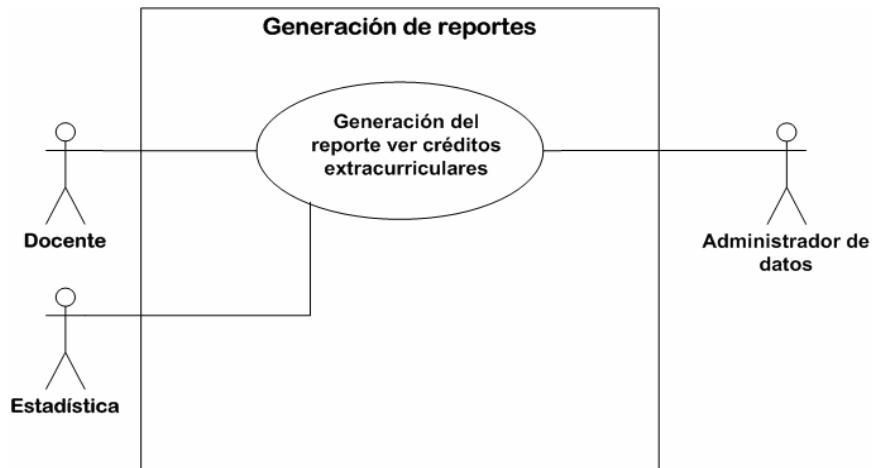 Generación de reportes
Generación del
reporte ver créditos
extracurriculares
Docente
Administrador de
datos
Estadística